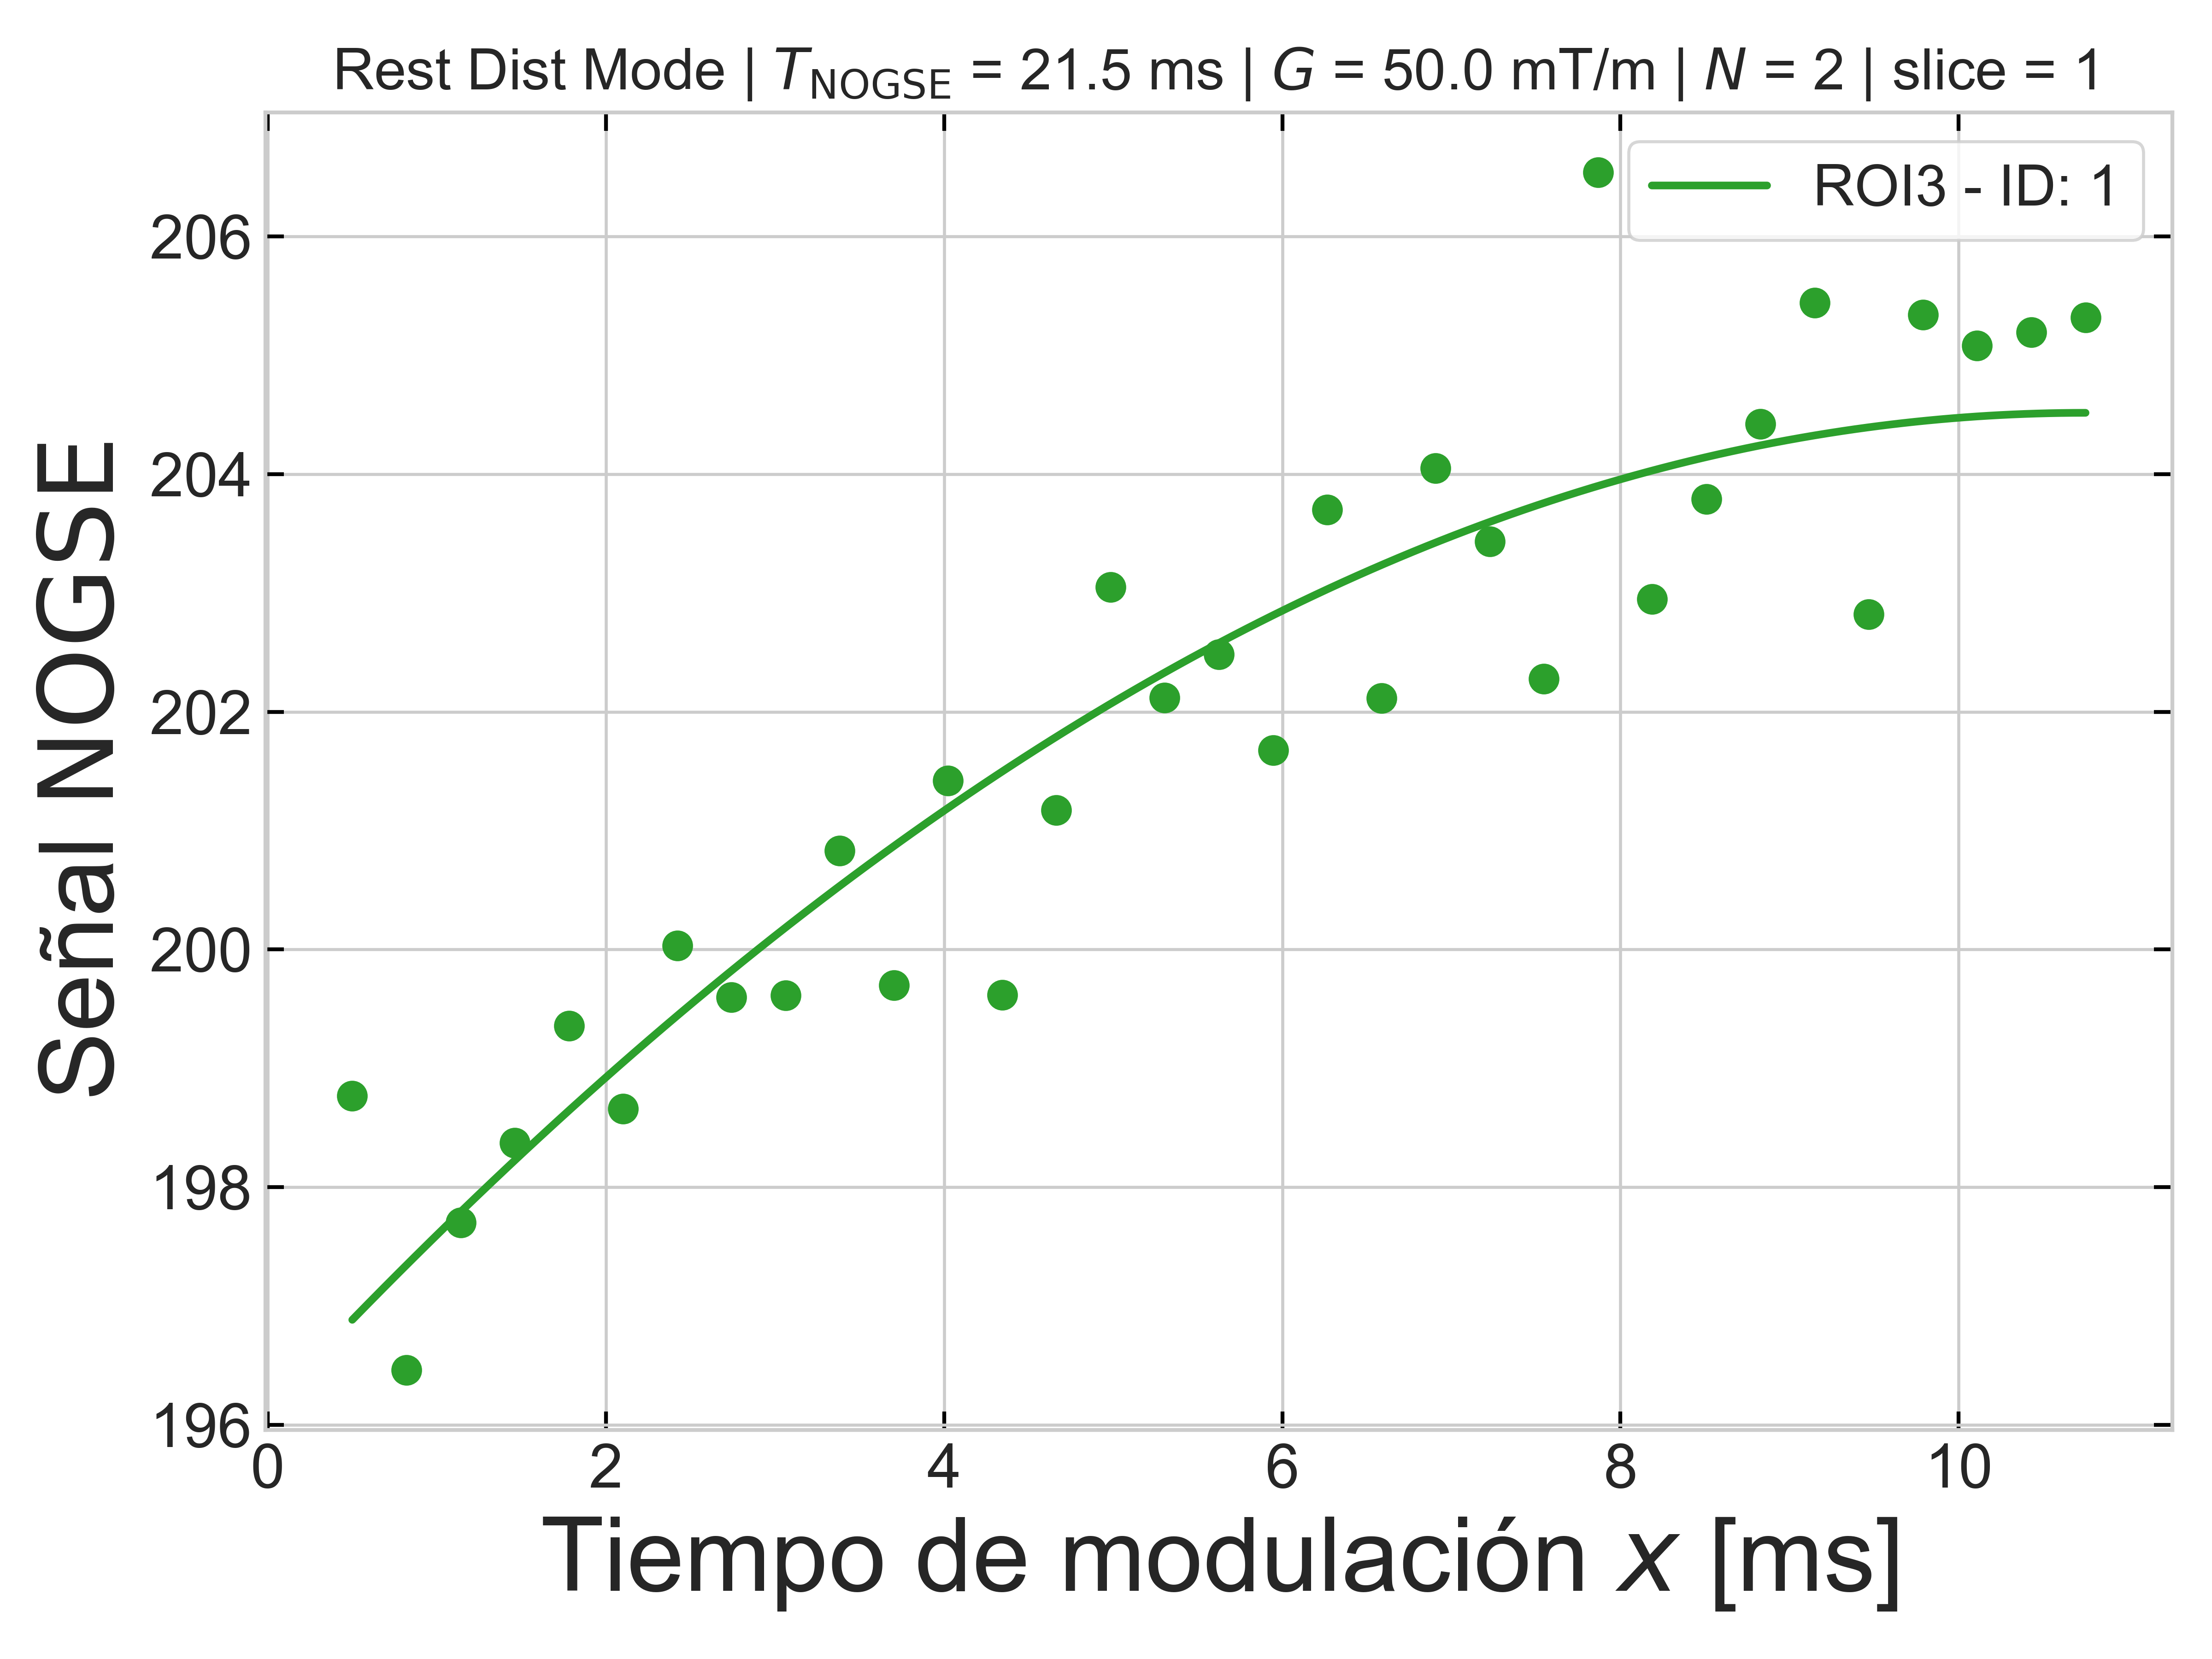 Rest Dist Mode | T_NOGSE = 21.5 ms | G = 50.0 mT/m | N = 2 | slice = 1
ROI3 - ID: 1
Señal NOGSE
206
204
202
200
198
196
0 2 4 6 8 10
Tiempo de modulación x [ms]